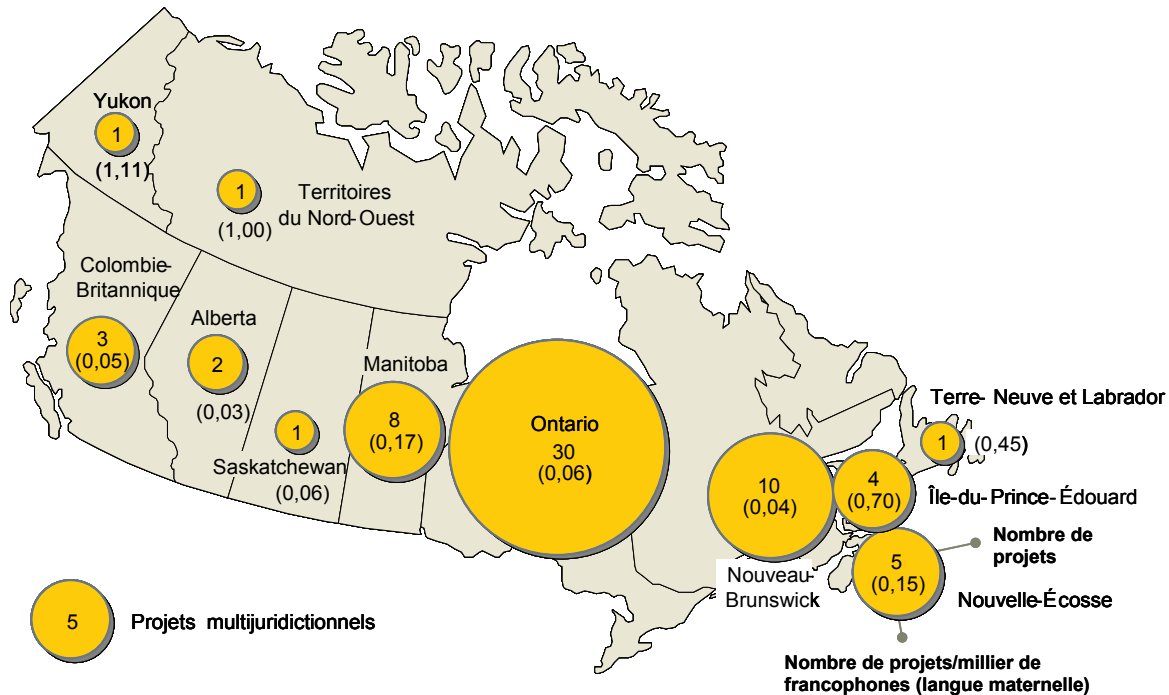 Yukon
1
(1,11)
1
(1,00)
Territoires
du Nord-Ouest
Colombie-
Britannique
3
(0,05)
Alberta
2
(0,03)
1
Saskatchewan
(0,06)
Manitoba
8
(0,17)
Ontario
30
(0,06)
10
(0,04)
Nouveau-
Brunswick
Terre- Neuve et Labrador
1
(0,45)
4
(0,70)
Île-du-Prince-Édouard
5
(0,15)
Nouvelle-Écosse
Nombre de
projets
Nombre de projets/millier de
francophones (langue maternelle)
5
Projets multijuridictionnels